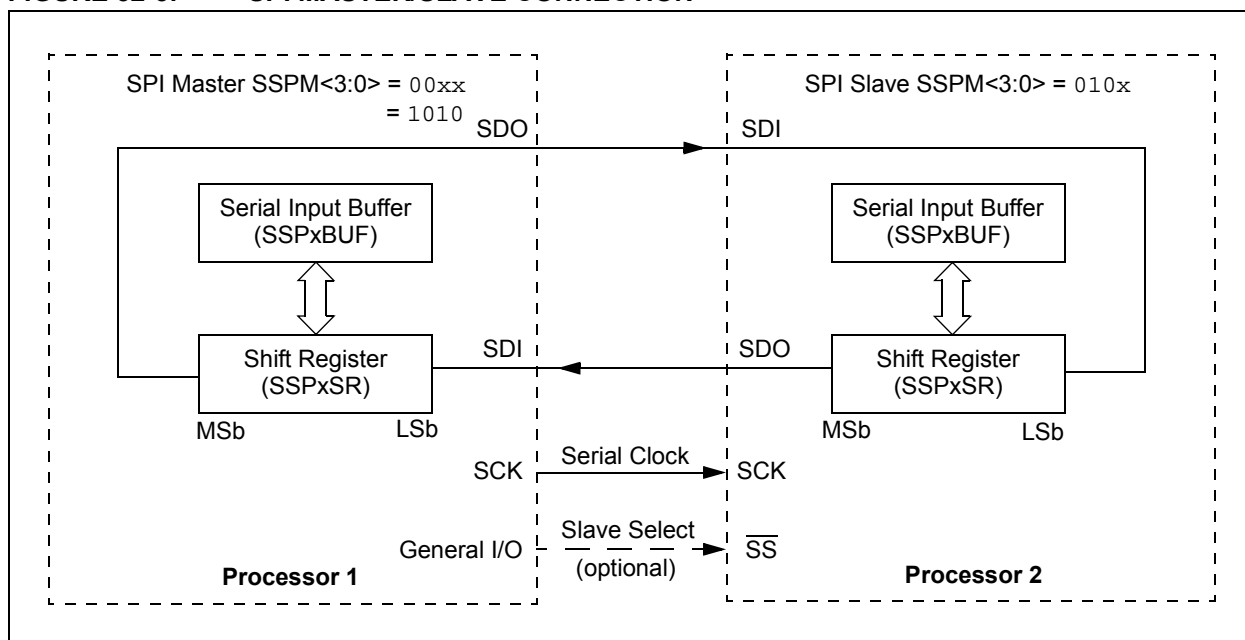 SPI Master SSPM<3:0> = 00xx
= 1010
SDO
Serial Input Buffer
(SSPxBUF)
Shift Register
(SSPxSR)
MSb
LSb
SDI
SCK
General I/O
Processor 1
Serial Clock
Slave Select
(optional)
SPI Slave SSPM<3:0> = 010x
SDI
Serial Input Buffer
(SSPxBUF)
SDO
Shift Register
(SSPxSR)
MSb
LSb
SCK
SS
Processor 2